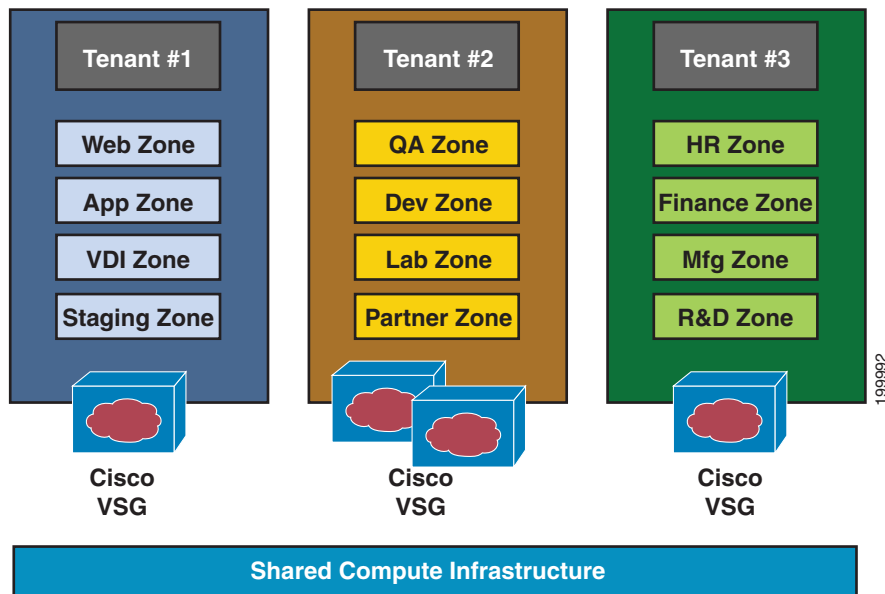 Tenant #1
Web Zone
App Zone
VDI Zone
Staging Zone
Cisco
VSG
Tenant #2
QA Zone
Dev Zone
Lab Zone
Partner Zone
Cisco
VSG
Tenant #3
HR Zone
Finance Zone
Mfg Zone
R&D Zone
Cisco
VSG
199992
Shared Compute Infrastructure